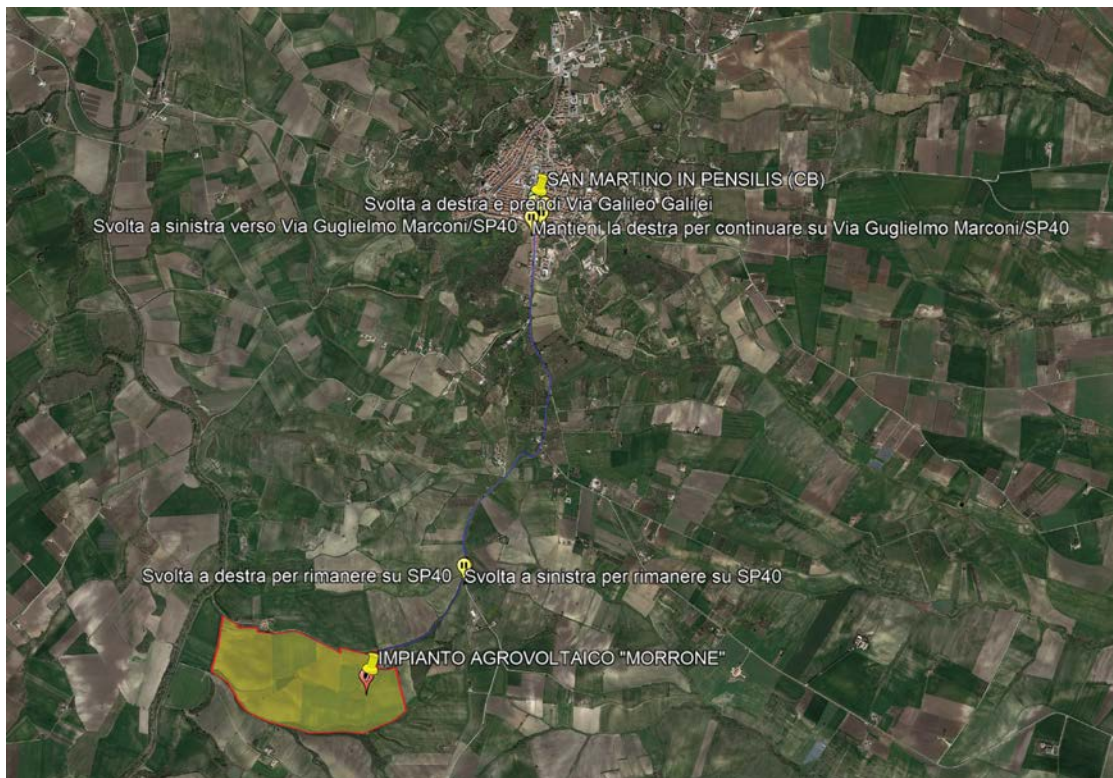 SAN MARTINO IN PENSILIS (CB)
Svolta a destra e prendi Via Galileo Galilei
Svolta a sinistra verso Via Guglielmo Marconi/SP40
Mantieni la destra per continuare su Via Guglielmo Marconi/SP40
Svolta a destra per rimanere su SP40
Svolta a sinistra per rimanere su SP40
IMPIANTO AGROVOLTAICO "MORRONE"